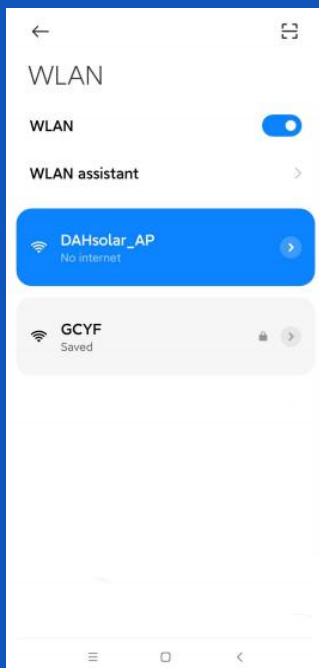 WLAN
WLAN
WLAN assistant
DAHsolar_AP
No internet
GCYF
Saved